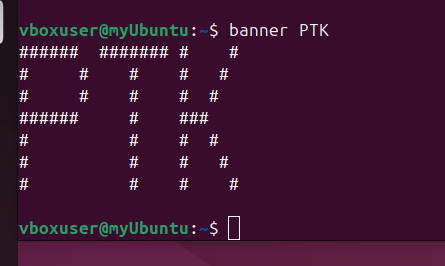 vboxuser@myUbuntu:~$ banner PTK
######  ####### #    #
#     #    #    #   #
#     #    #    #  #
######     #    ###
#          #    #  #
#          #    #   #
#          #    #    #

vboxuser@myUbuntu:~$